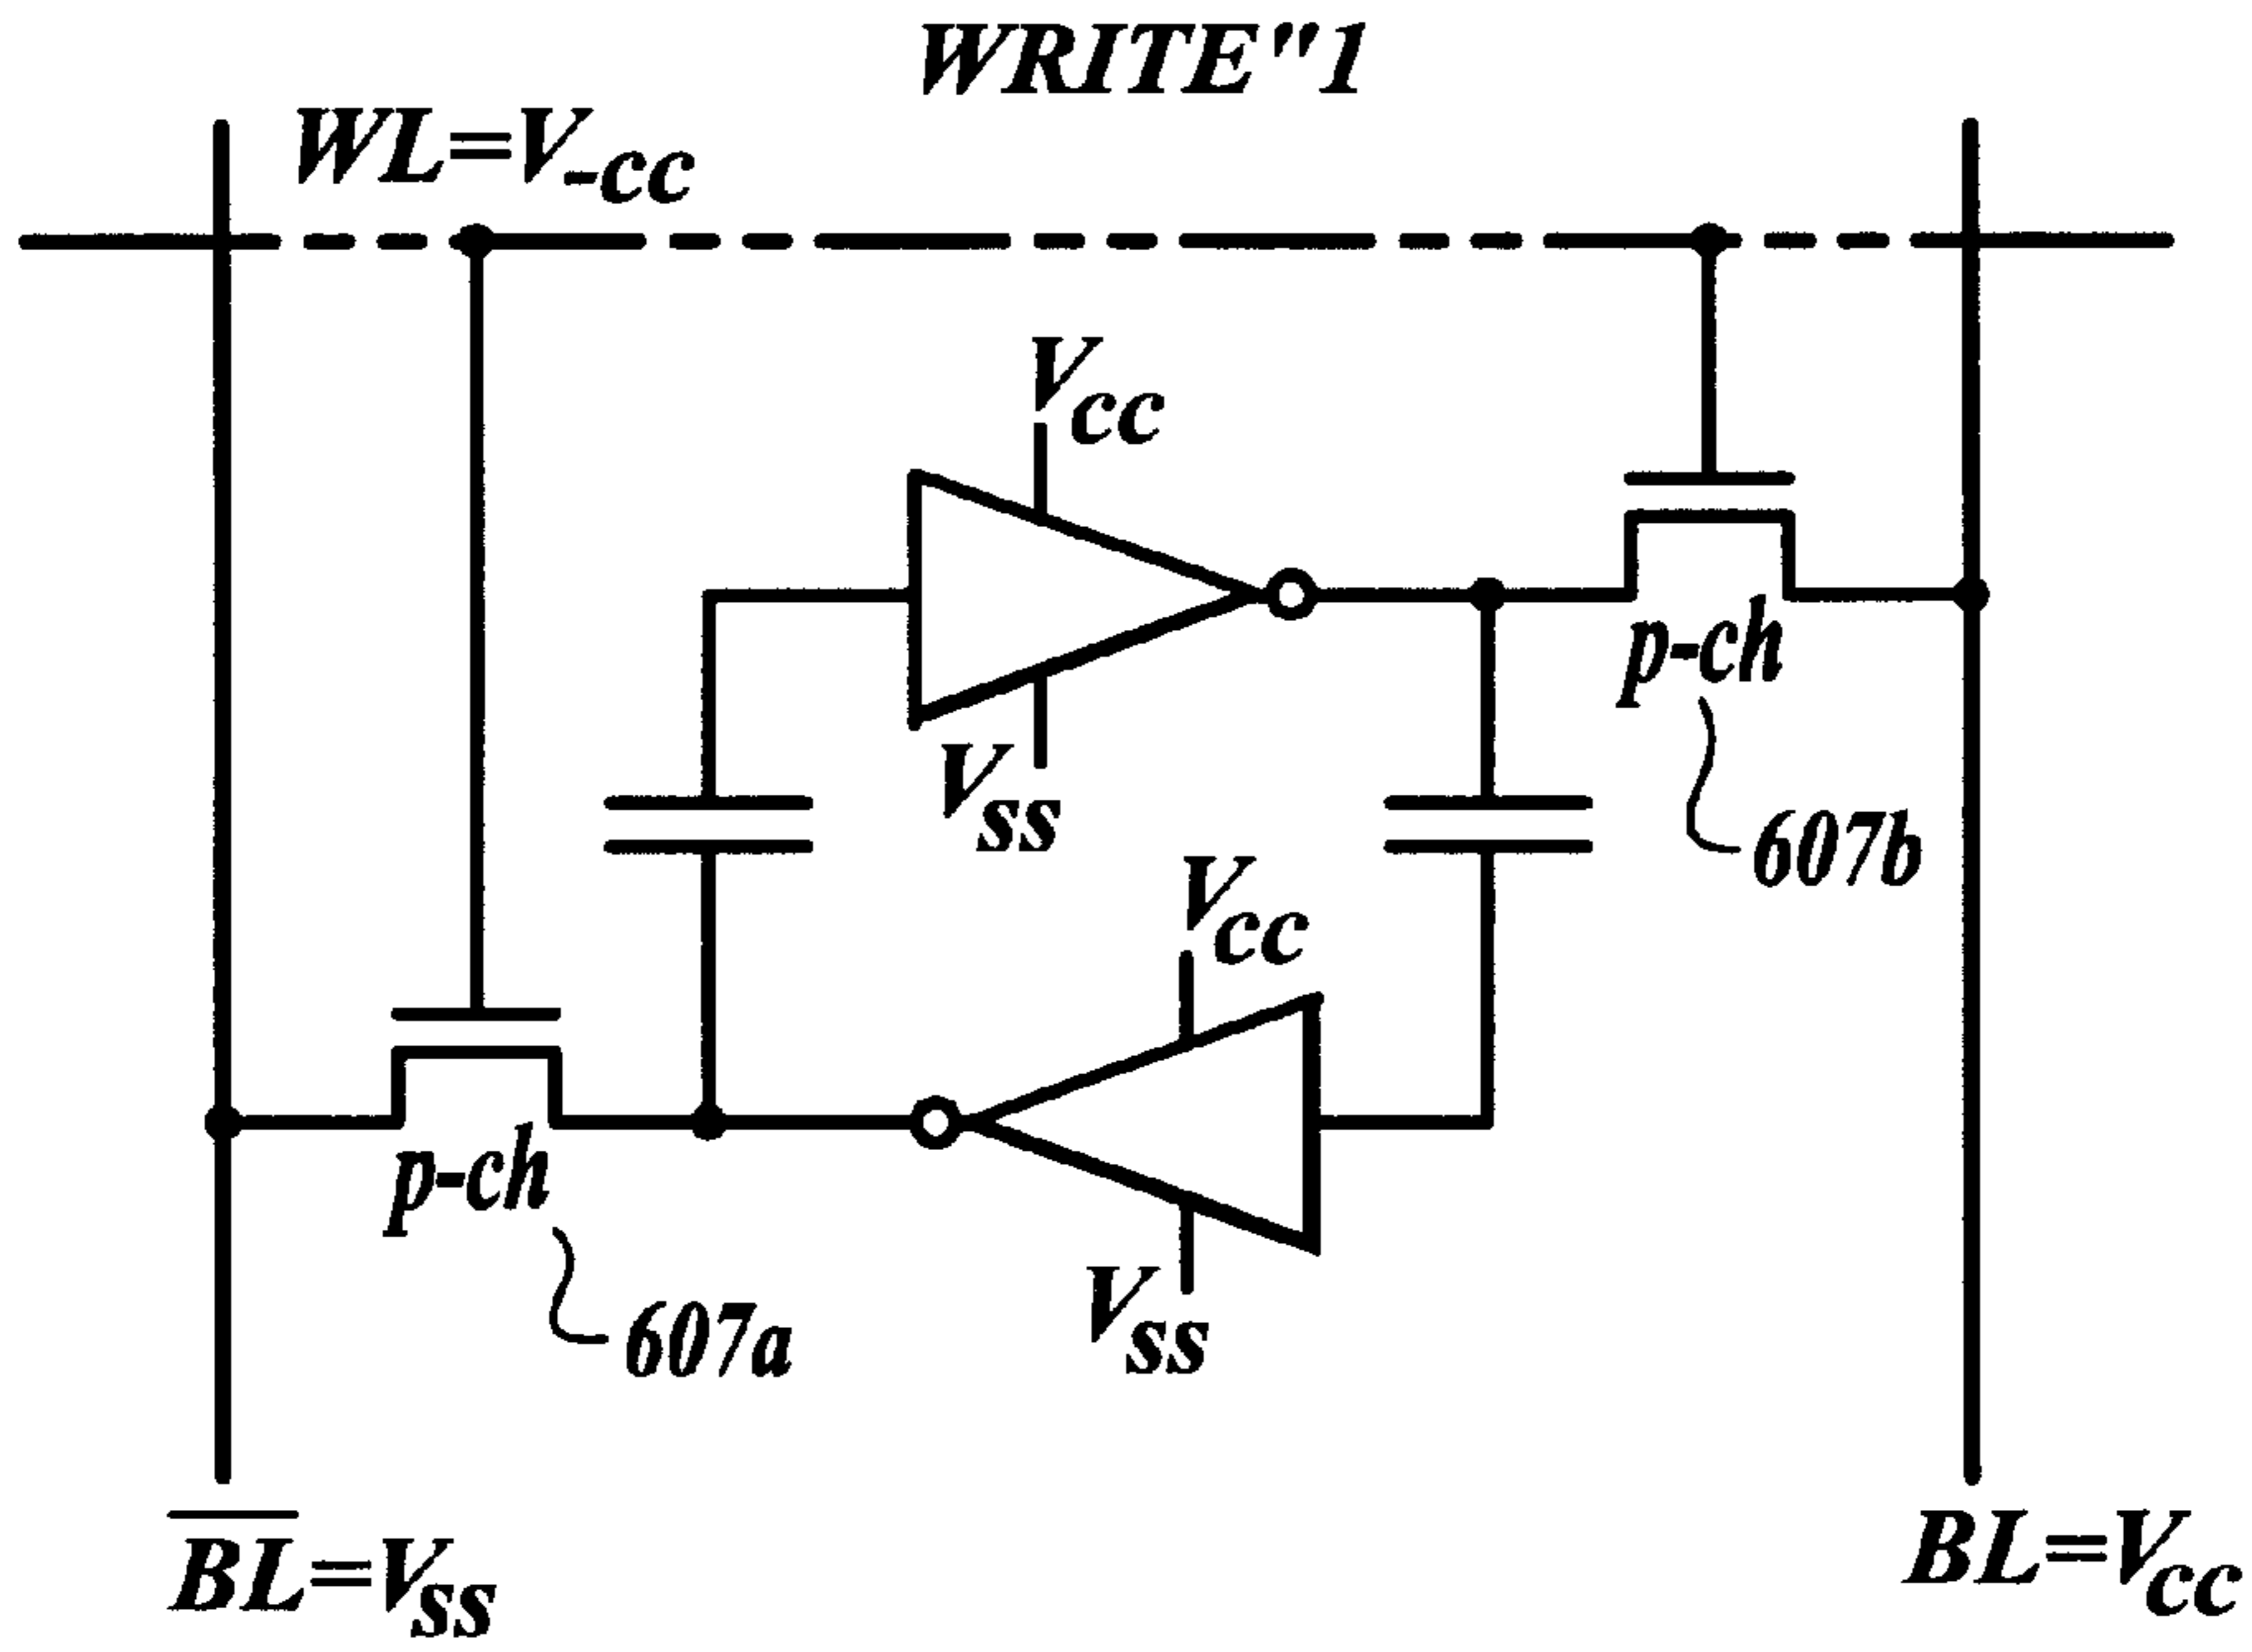 WRITE"1
WL=V-cc
Vcc
p-ch
Vss
607b
Vcc
p-ch
607a
Vss
BL=Vss
BL=Vcc